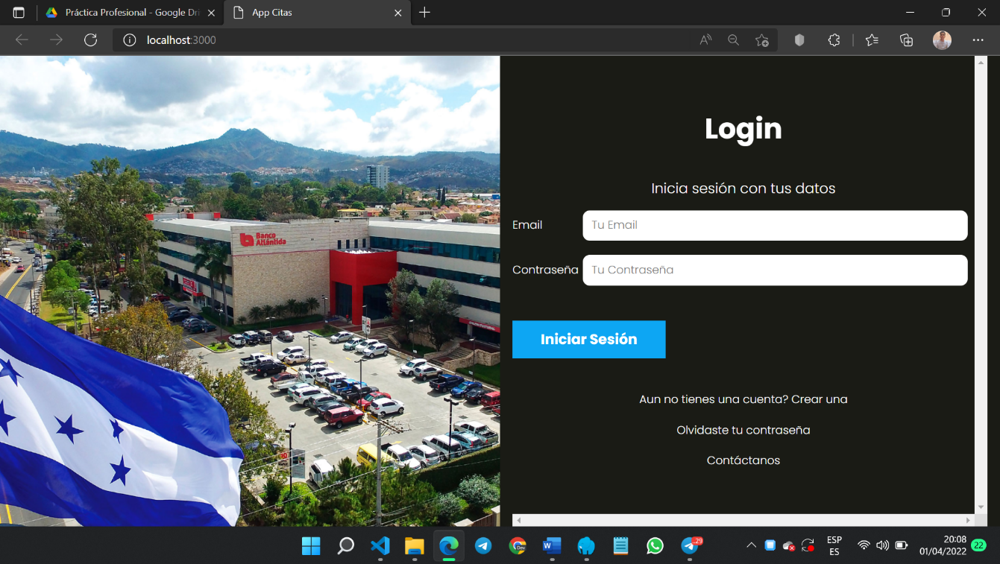 Práctica Profesional - Google Dri
App Citas
localhost:3000
Banco
Atlántida
Login
Inicia sesión con tus datos
Email
Tu Email
Contraseña
Tu Contraseña
Iniciar Sesión
Aun no tienes una cuenta? Crear una
Olvidaste tu contraseña
Contáctanos
Dev
W
29
ESP
ES
20:08
01/04/2022
22